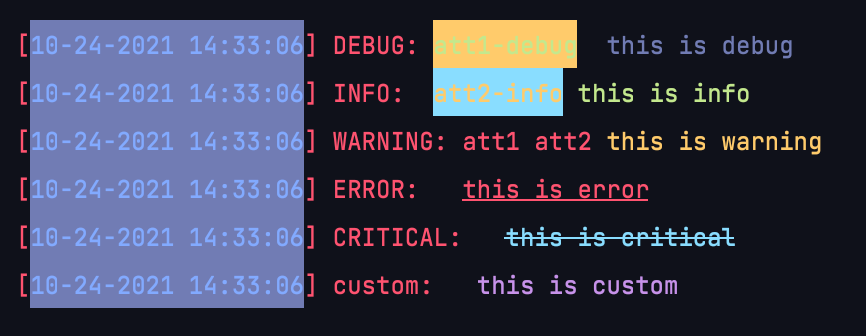 [10-24-2021 14:33:06] DEBUG: att1-debug  this is debug
[10-24-2021 14:33:06] INFO:  att2-info this is info
[10-24-2021 14:33:06] WARNING: att1 att2 this is warning
[10-24-2021 14:33:06] ERROR:   this is error
[10-24-2021 14:33:06] CRITICAL:   this is critical
[10-24-2021 14:33:06] custom:   this is custom